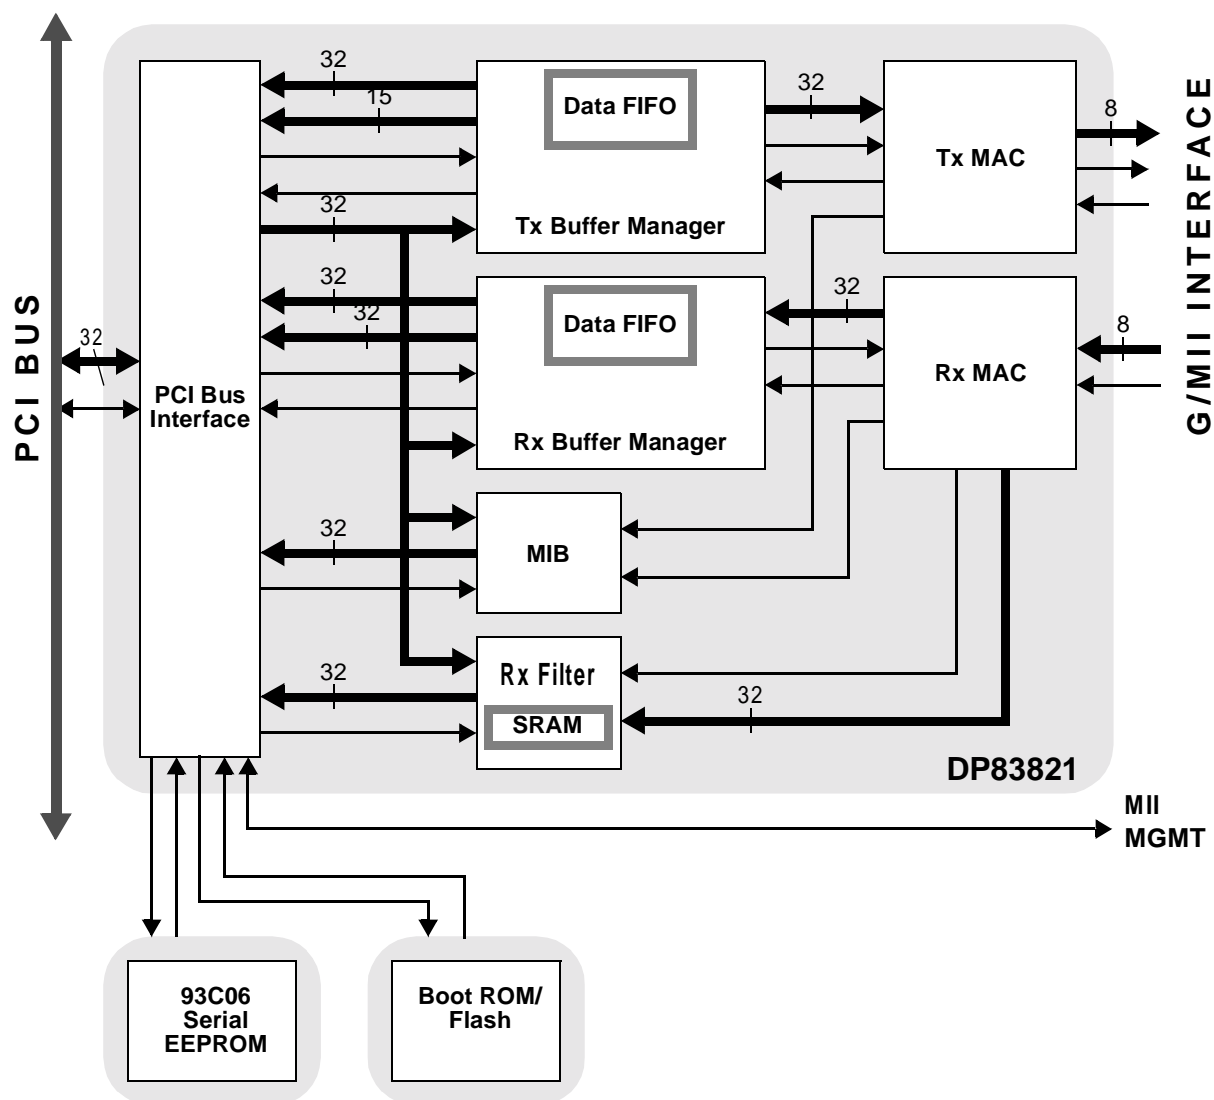 32
15
32
32
32
32
8
32
8
32
32
32
32
Data FIFO
Tx Buffer Manager
Tx MAC
Data FIFO
Rx Buffer Manager
Rx MAC
PCI BUS
PCI Bus
Interface
G/MII INTERFACE
MIB
Rx Filter
SRAM
DP83821
MII
MGMT
93C06
Serial
EEPROM
Boot ROM/
Flash